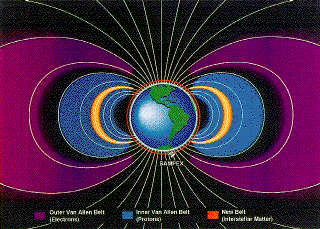 SAMPEX
Outer Van Allen Belt
(Electrons)
Inner Van Allen Belt
(Protons)
New Belt
(Interstellar Matter)